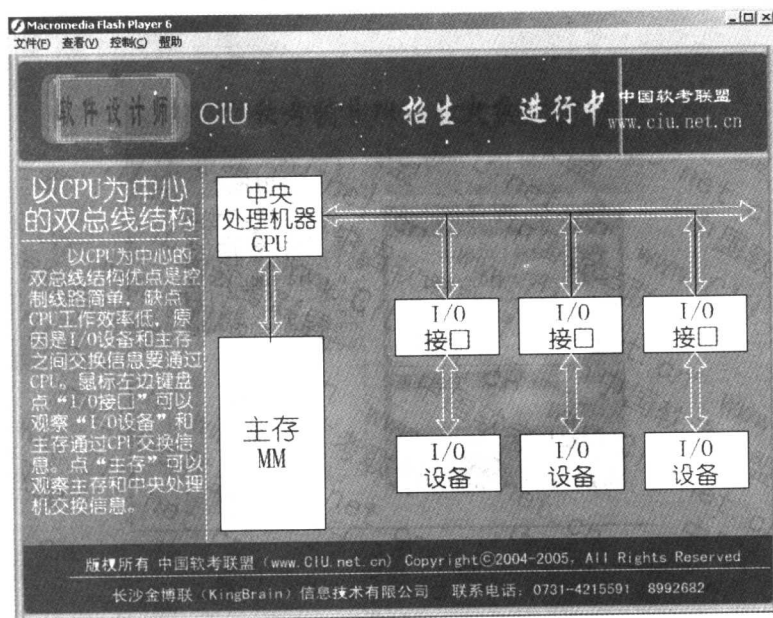 Macromedia Flash Player 6
文件(F) 查看(V) 控制(C) 帮助
软件设计师
CIU
招生
进行中
中国软考联盟
www.ciu.net.cn
以CPU为中心
的双总线结构
以CPU为中心的
双总线结构优点是控
制线路简单，缺点
CPU工作效率低，原
因是I/O设备和主存
之间交换信息要通过
CPU。鼠标左边键盘
点“I/O接口”可以
观察“I/O设备”和
主存通过CPU交换信
息。点“主存”可以
观察主存和中央处理
机交换信息。
中央
处理机器
CPU
主存
MM
I/O
接口
I/O
接口
I/O
接口
I/O
设备
I/O
设备
I/O
设备
版权所有 中国软考联盟（www.CIU.net.cn) Copyright©2004-2005, All Rights Reserved
长沙金博联（KingBrain）信息技术有限公司 联系电话：0731-4215591 8992682